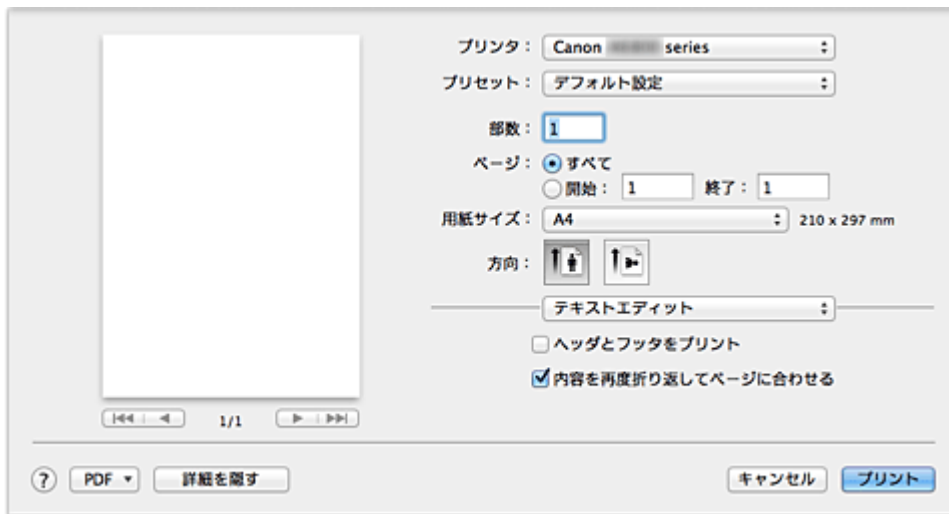 プリンタ： Canon series
プリセット： デフォルト設定
部数： 1
ページ： すべて
開始： 1 終了： 1
用紙サイズ： A4 210 x 297 mm
方向：
テキストエディット
ヘッダとフッタをプリント
内容を再度折り返してページに合わせる
1/1
? PDF 詳細を隠す キャンセル プリント